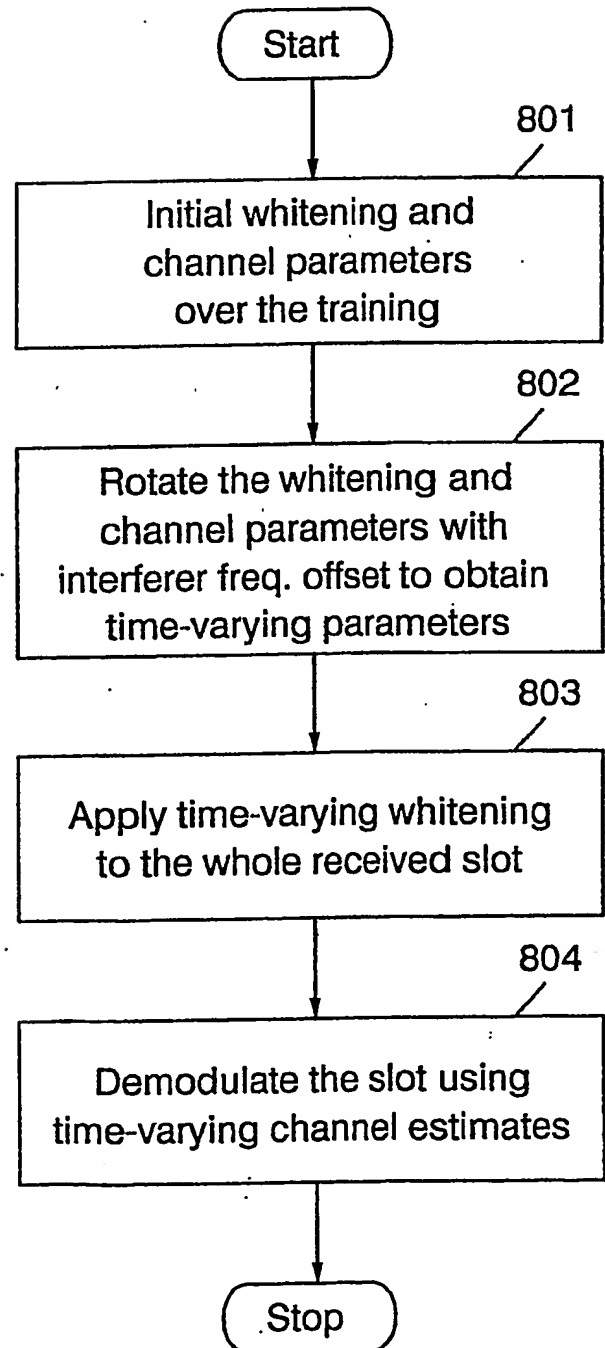 Start
801
Initial whitening and
channel parameters
over the training
802
Rotate the whitening and
channel parameters with
interferer freq. offset to obtain
time-varying parameters
803
Apply time-varying whitening
to the whole received slot
804
Demodulate the slot using
time-varying channel estimates
Stop